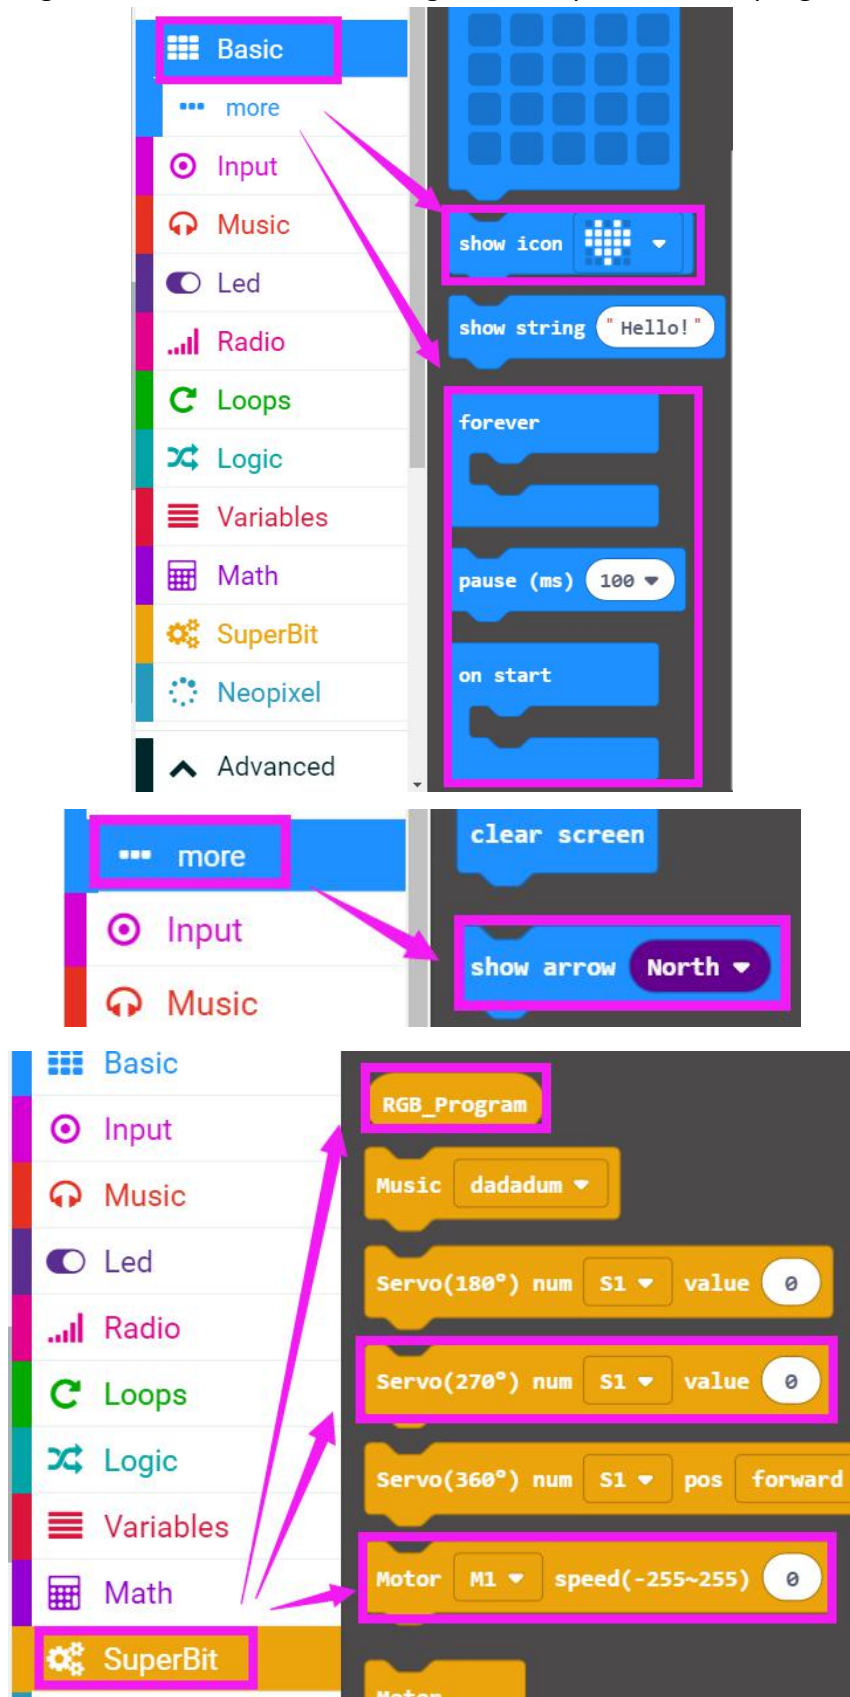 Basic
more
Input
Music
Led
Radio
Loops
Logic
Variables
Math
SuperBit
Neopixel
Advanced
show icon
show string "Hello!"
forever
pause (ms) 100
on start
more
Input
Music
clear screen
show arrow North
Basic
Input
Music
Led
Radio
Loops
Logic
Variables
Math
SuperBit
RGB_Program
Music dadadum
Servo(180°) num S1 value 0
Servo(270°) num S1 value 0
Servo(360°) num S1 pos forward
Motor M1 speed(-255~255) 0